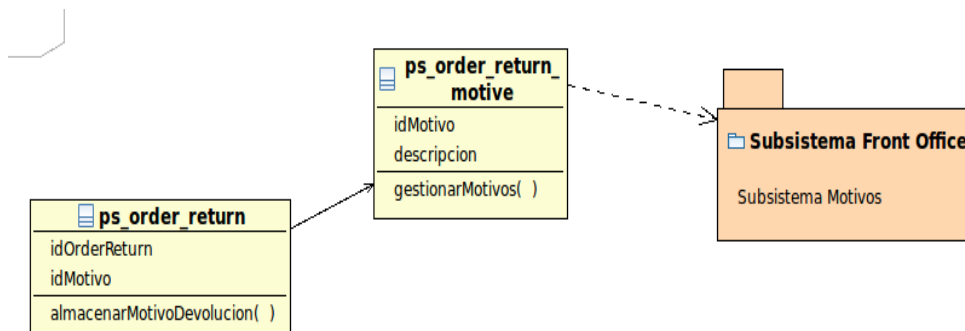 ps_order_return_
motive
idMotivo
descripcion
gestionarMotivos( )
Subsistema Front Office
Subsistema Motivos
ps_order_return
idOrderReturn
idMotivo
almacenarMotivoDevolucion( )